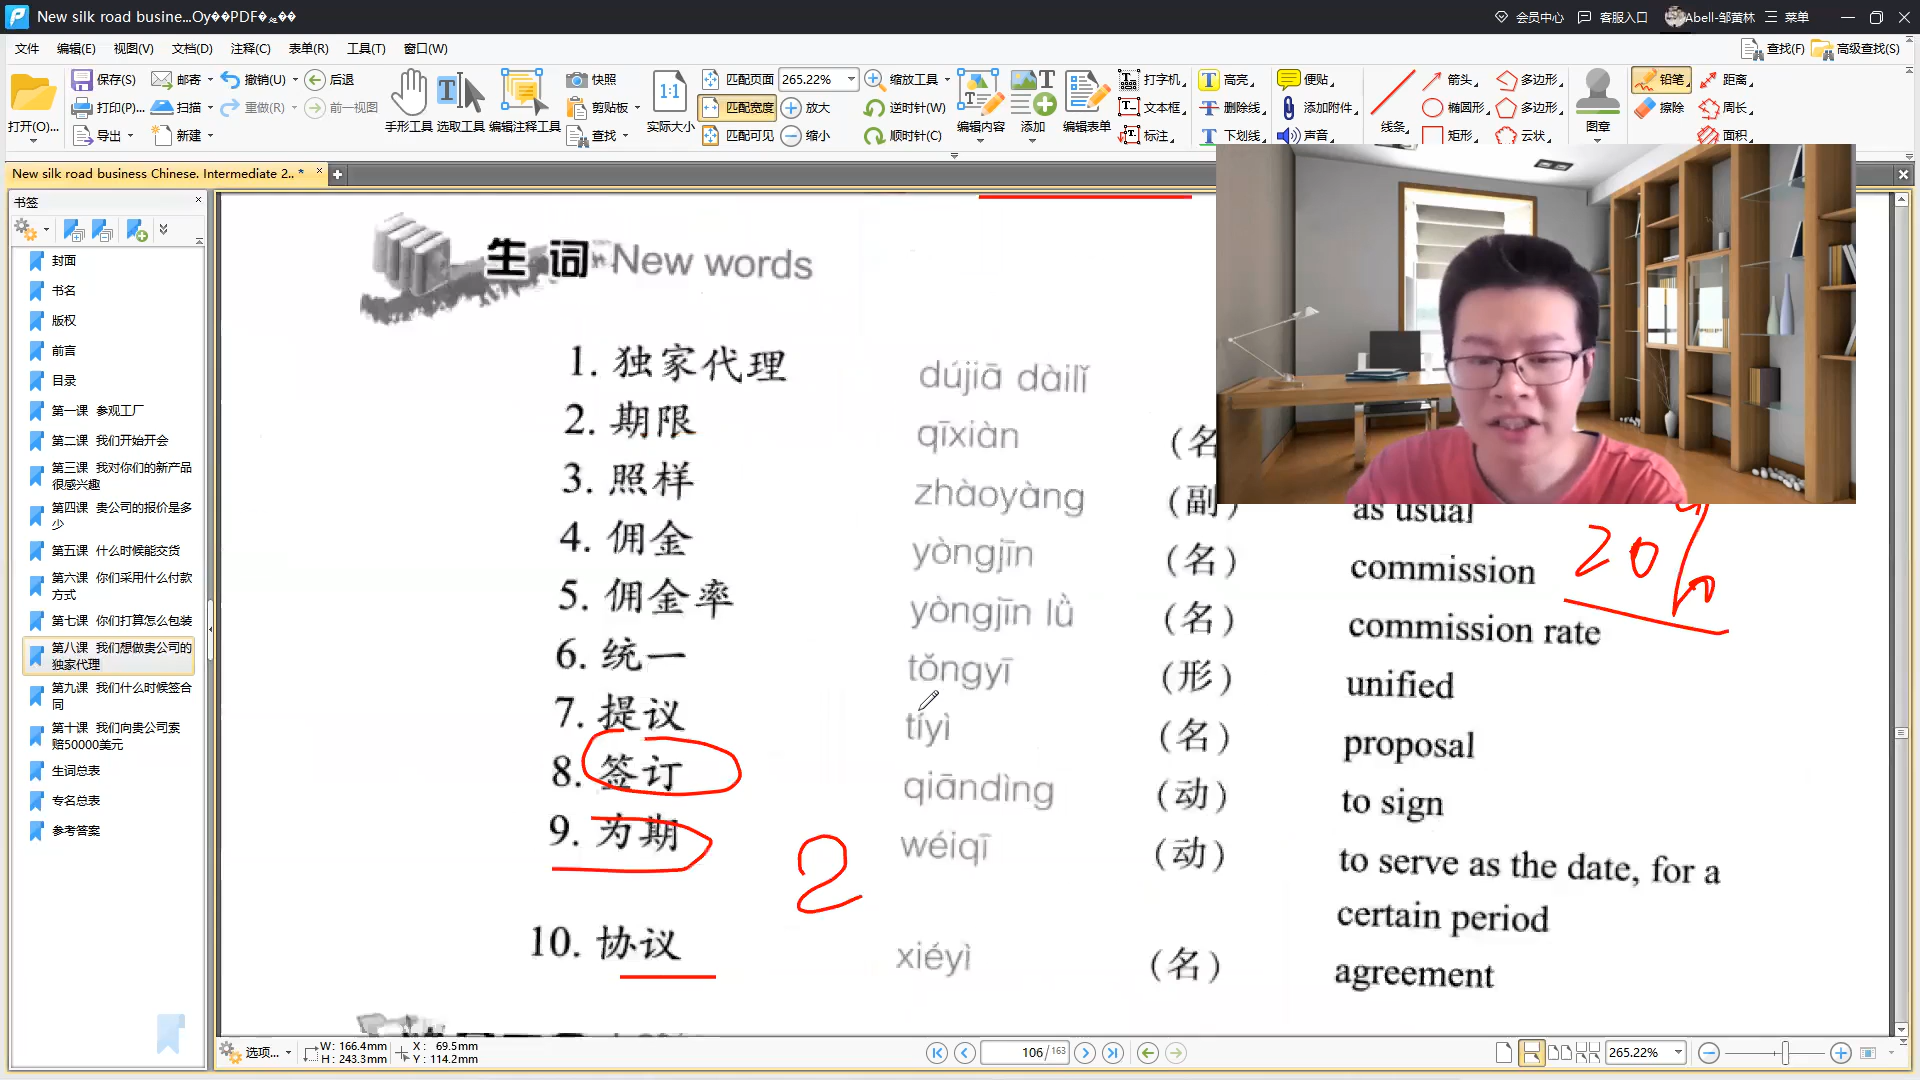 New silk road busine...Oy��PDF�ޔ��
会员中心 客服入口 Abell-邹黄林 菜单
文件 编辑(E) 视图(V) 文档(D) 注释(C) 表单(R) 工具(T) 窗口(W) 查找(F) 高级查找(S)
保存(S) 邮寄 撤销(U) 后退 快照 匹配页面 265.22% 缩放工具 打字机 高亮 便贴 箭头 多边形 铅笔 距离
打开(O)... 打印(P)... 扫描 重做(R) 前一视图 手形工具 选取工具 编辑注释工具 剪贴板 实际大小 匹配宽度 放大 逆时针(W) 编辑内容 添加 编辑表单 文本框 删除线 添加附件 线条 椭圆形 多边形 图章 擦除 周长
导出 新建 查找 匹配可见 缩小 顺时针(C) 标注 下划线 声音 矩形 云状 面积
New silk road business Chinese. Intermediate 2.. *
书签
封面
书名
版权
前言
目录
第一课 参观工厂
第二课 我们开始开会
第三课 我对你们的新产品
很感兴趣
第四课 贵公司的报价是多
少
第五课 什么时候能交货
第六课 你们采用什么付款
方式
第七课 你们打算怎么包装
第八课 我们想做贵公司的
独家代理
第九课 我们什么时候签合
同
第十课 我们向贵公司索
赔50000美元
生词总表
专名总表
参考答案
生词 New words
1. 独家代理 dújiā dàilǐ
2. 期限 qīxiàn (名
3. 照样 zhàoyàng (副) as usual
4. 佣金 yòngjīn (名) commission
20%
5. 佣金率 yòngjīn lǜ (名) commission rate
6. 统一 tǒngyī (形) unified
7. 提议 tíyì (名) proposal
8. 签订 qiāndìng (动) to sign
9. 为期 wéiqī (动) to serve as the date, for a
certain period
2
10. 协议 xiéyì (名) agreement
选项... W: 166.4mm X: 69.5mm
H: 243.3mm Y: 114.2mm
106 /163 265.22%